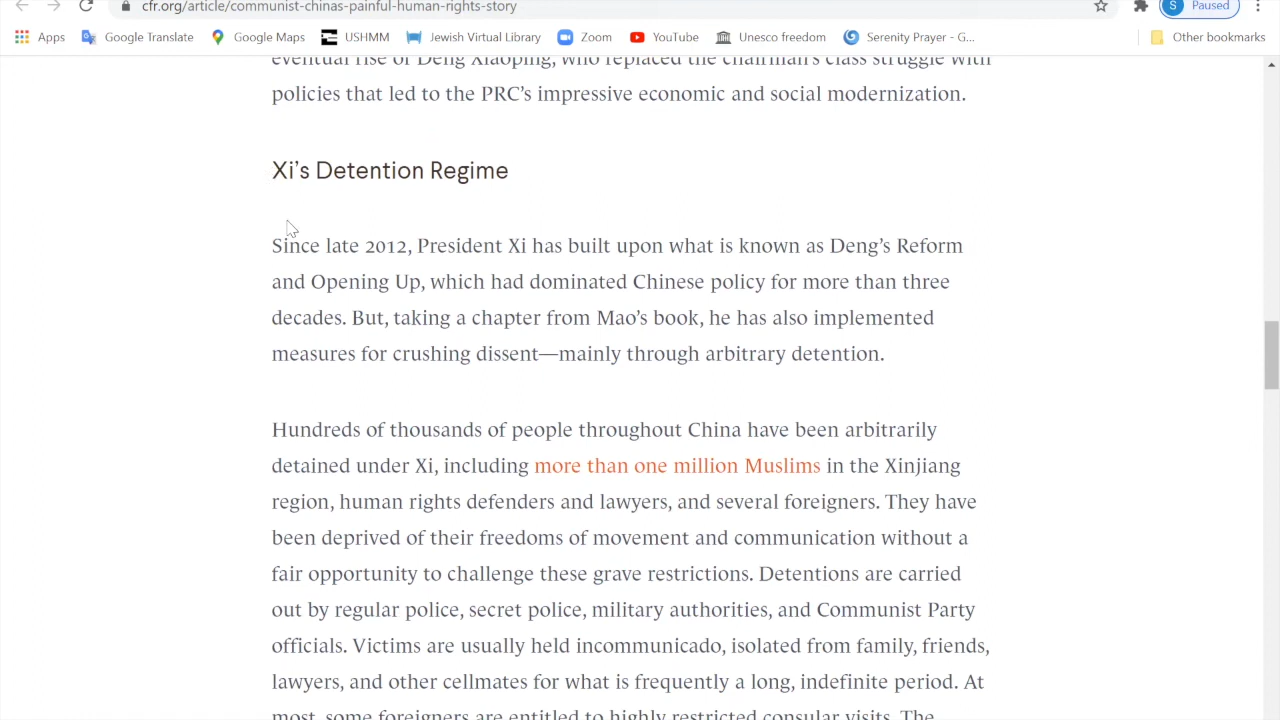 cfr.org/article/communist-chinas-painful-human-rights-story
S Paused
Apps Google Translate Google Maps USHMM Jewish Virtual Library Zoom YouTube Unesco freedom Serenity Prayer - G... Other bookmarks
eventual rise of Deng Xiaoping, who replaced the chairman's class struggle with
policies that led to the PRC's impressive economic and social modernization.
Xi's Detention Regime
Since late 2012, President Xi has built upon what is known as Deng's Reform
and Opening Up, which had dominated Chinese policy for more than three
decades. But, taking a chapter from Mao's book, he has also implemented
measures for crushing dissent—mainly through arbitrary detention.
Hundreds of thousands of people throughout China have been arbitrarily
detained under Xi, including more than one million Muslims in the Xinjiang
region, human rights defenders and lawyers, and several foreigners. They have
been deprived of their freedoms of movement and communication without a
fair opportunity to challenge these grave restrictions. Detentions are carried
out by regular police, secret police, military authorities, and Communist Party
officials. Victims are usually held incommunicado, isolated from family, friends,
lawyers, and other cellmates for what is frequently a long, indefinite period. At
most, some foreigners are entitled to highly restricted consular visits. The